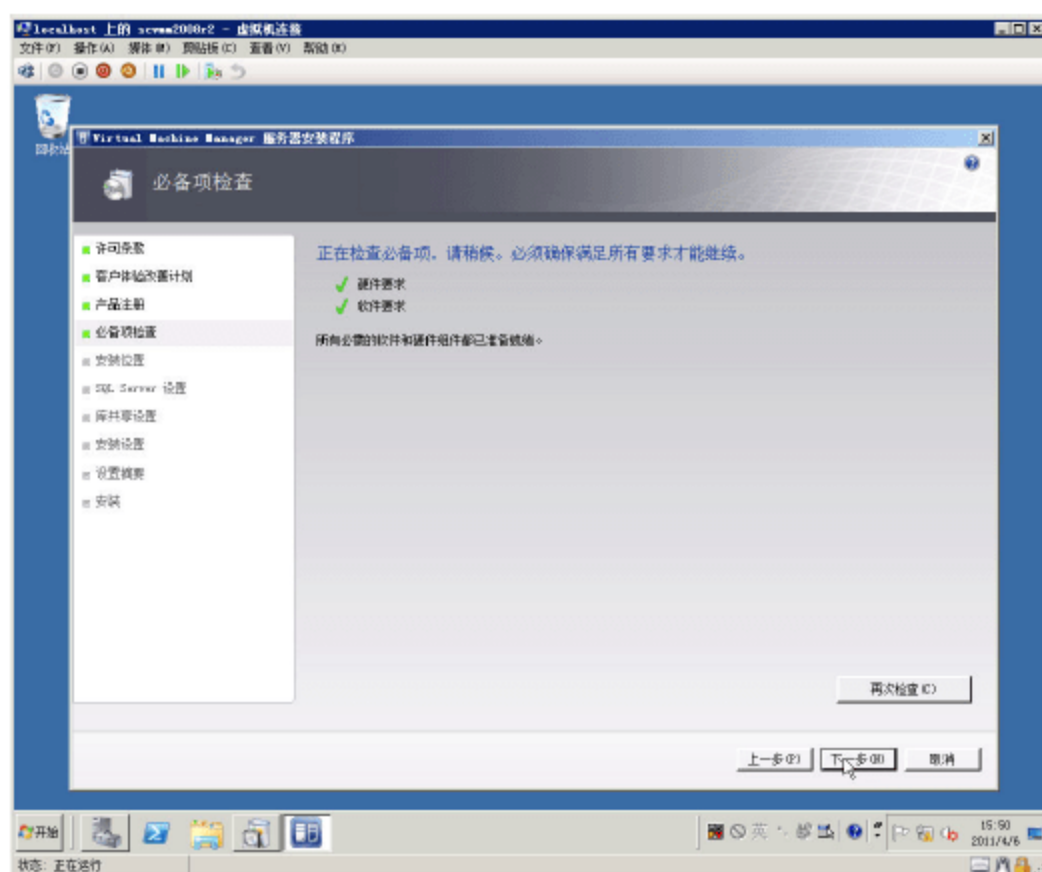 localhost 上的 scvmm2008r2 - 虚拟机连接
文件(F) 操作(A) 媒体(M) 剪贴板(C) 查看(V) 帮助(H)
回收站
Virtual Machine Manager 服务器安装程序
必备项检查
许可条款
客户体验改善计划
产品注册
必备项检查
安装位置
SQL Server 设置
库共享设置
安装设置
设置摘要
安装
正在检查必备项。请稍候。必须确保满足所有要求才能继续。
硬件要求
软件要求
所有必需的软件和硬件组件都已准备就绪。
再次检查(C)
上一步(P) 下一步(N) 取消
开始
英
15:50
2011/4/6
状态: 正在运行